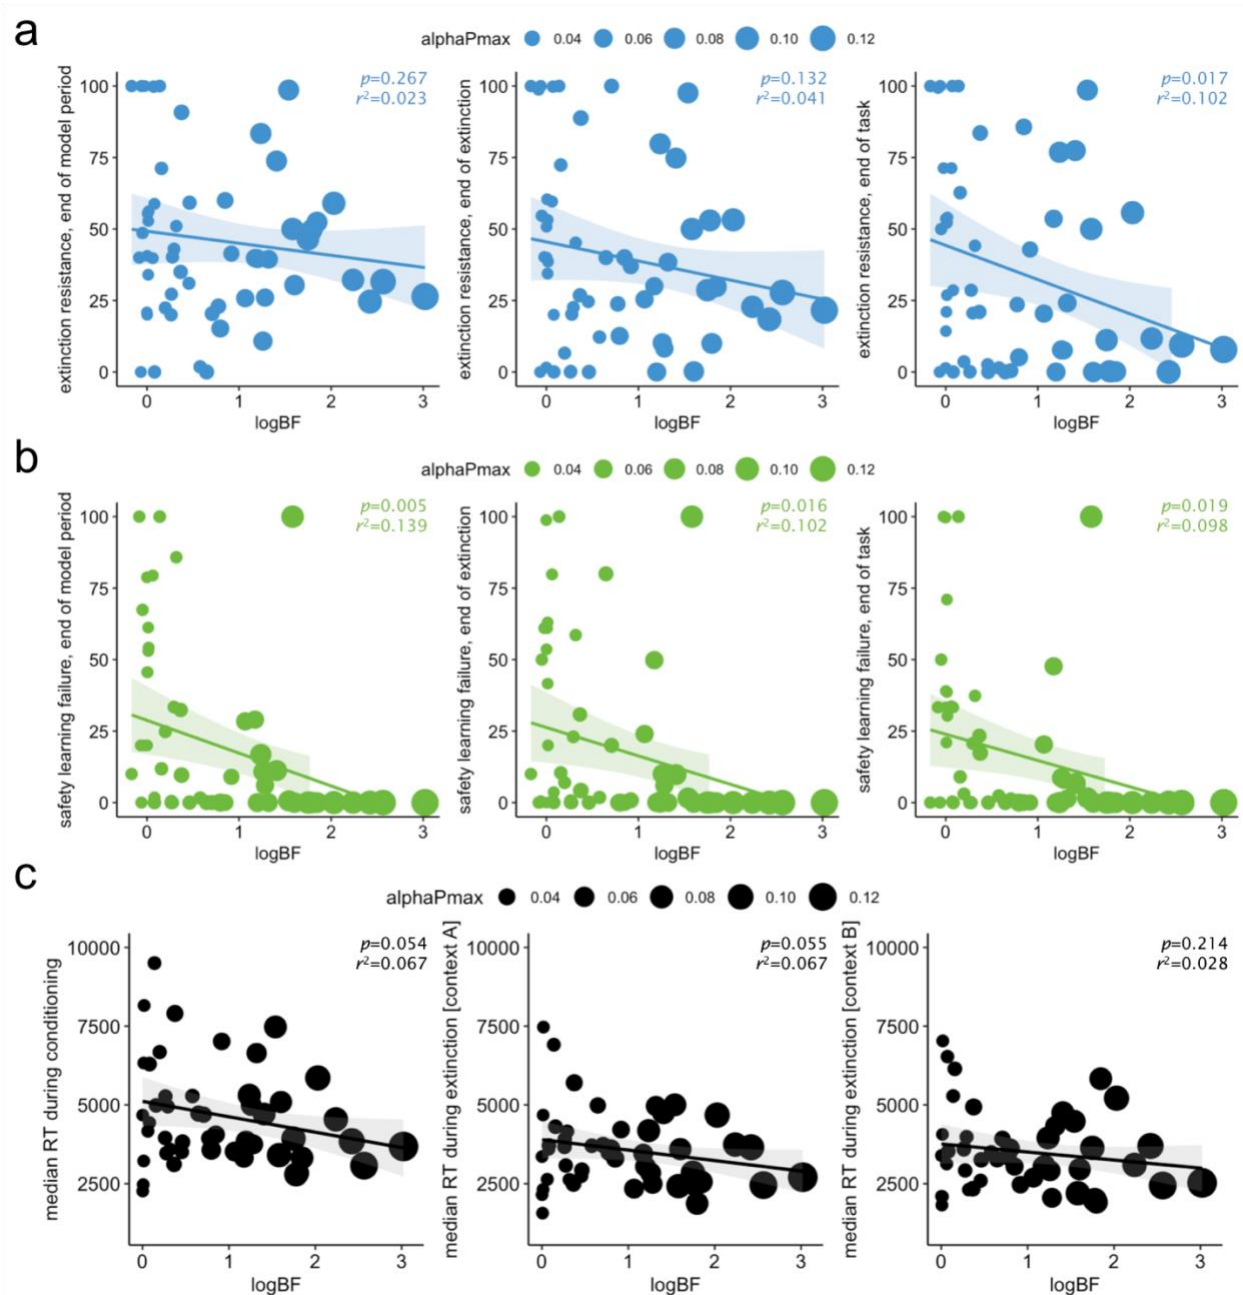 a
alphaPmax 0.04 0.06 0.08 0.10 0.12
extinction resistance, end of model period
100
75
50
25
0
p=0.267
r²=0.023
0 1 2 3
logBF
extinction resistance, end of extinction
100
75
50
25
0
p=0.132
r²=0.041
0 1 2 3
logBF
extinction resistance, end of task
100
75
50
25
0
p=0.017
r²=0.102
0 1 2 3
logBF
b
alphaPmax 0.04 0.06 0.08 0.10 0.12
safety learning failure, end of model period
100
75
50
25
0
p=0.005
r²=0.139
0 1 2 3
logBF
safety learning failure, end of extinction
100
75
50
25
0
p=0.016
r²=0.102
0 1 2 3
logBF
safety learning failure, end of task
100
75
50
25
0
p=0.019
r²=0.098
0 1 2 3
logBF
c
alphaPmax 0.04 0.06 0.08 0.10 0.12
median RT during conditioning
10000
7500
5000
2500
p=0.054
r²=0.067
0 1 2 3
logBF
median RT during extinction [context A]
10000
7500
5000
2500
p=0.055
r²=0.067
0 1 2 3
logBF
median RT during extinction [context B]
10000
7500
5000
2500
p=0.214
r²=0.028
0 1 2 3
logBF